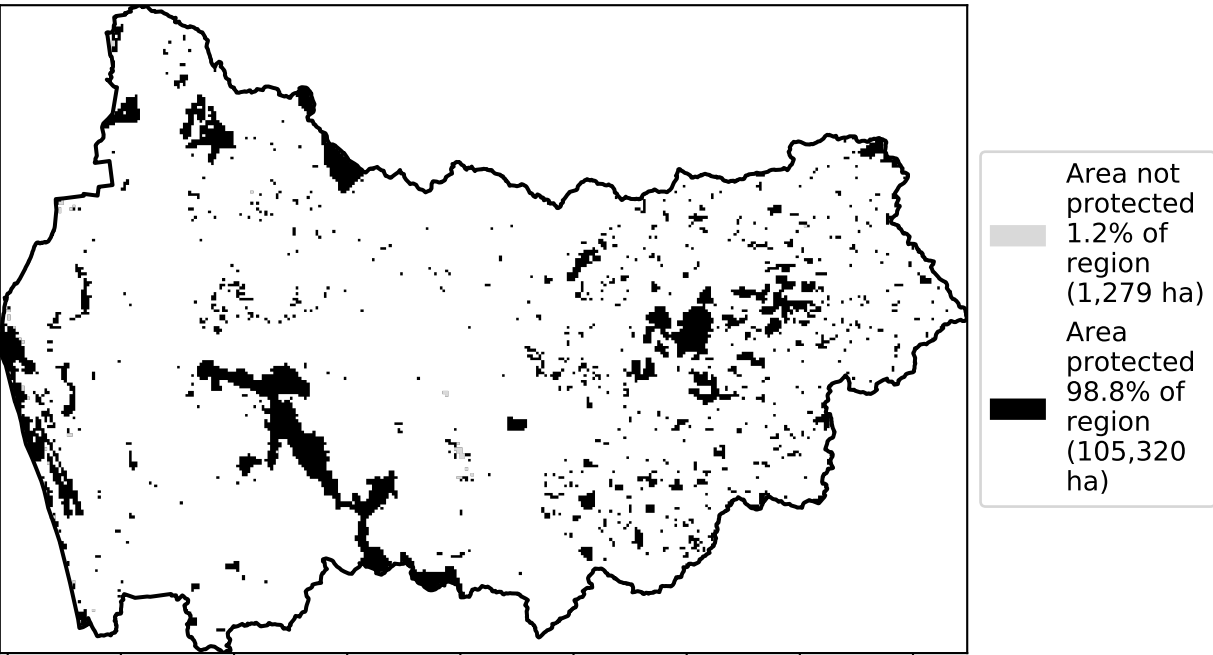 Area not
protected
1.2% of
region
(1,279 ha)
Area
protected
98.8% of
region
(105,320
ha)